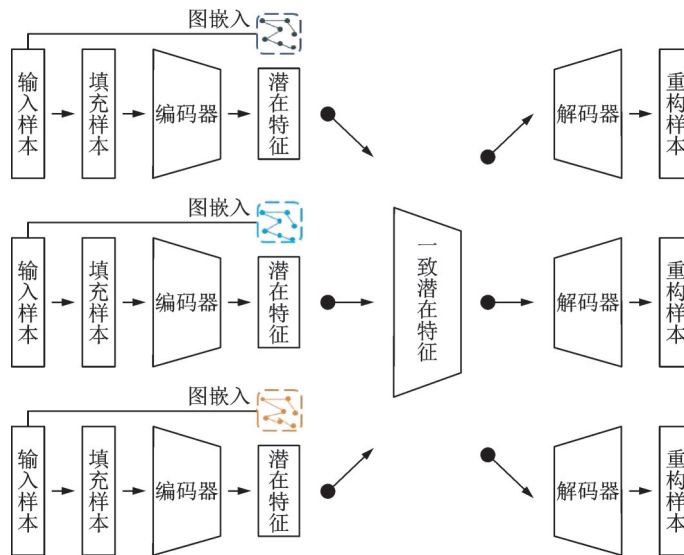 图嵌入
输入样本
填充样本
编码器
潜在特征
解码器
重构样本
图嵌入
输入样本
填充样本
编码器
潜在特征
一致潜在特征
解码器
重构样本
图嵌入
输入样本
填充样本
编码器
潜在特征
解码器
重构样本